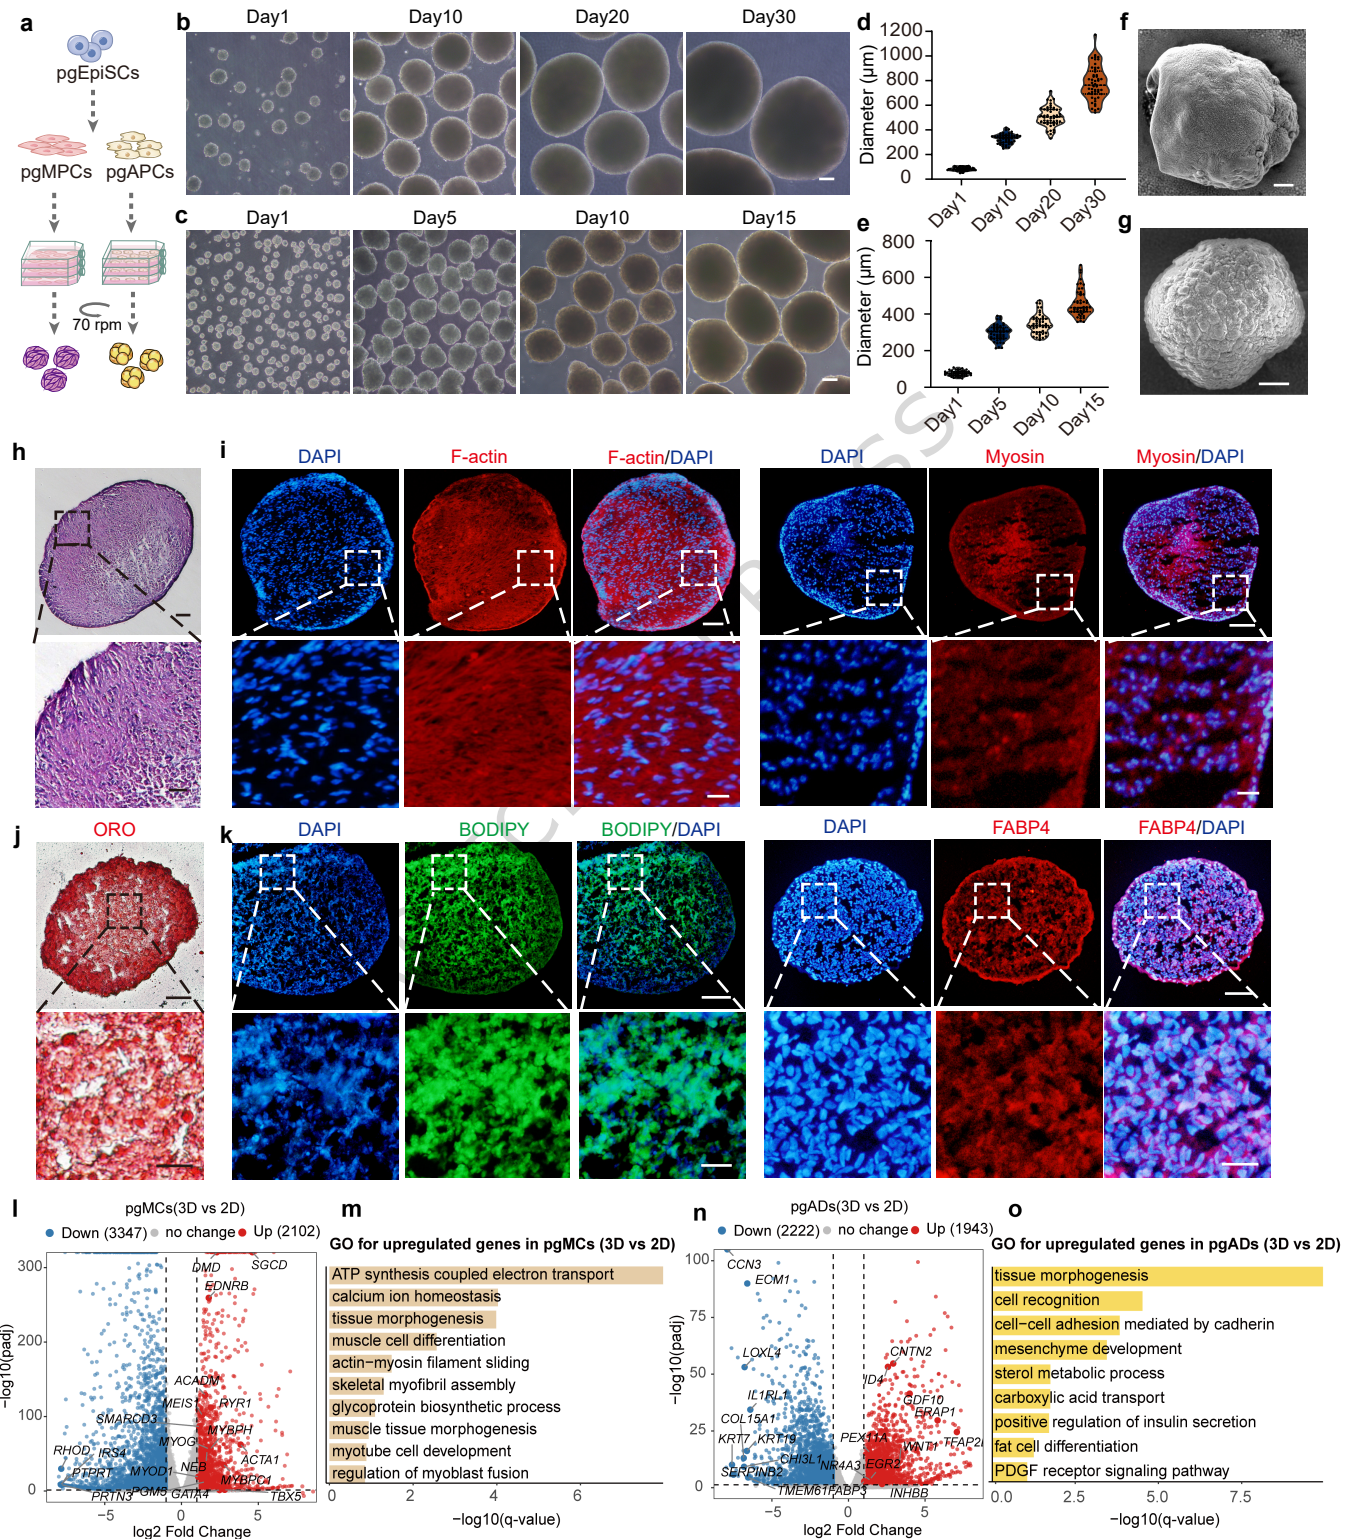 a
pgEpiSCs
pgMPCs pgAPCs
70 rpm
b
Day1 Day10 Day20 Day30
c
Day1 Day5 Day10 Day15
d
Diameter (μm)
1200
1000
800
600
400
200
0
Day1 Day10 Day20 Day30
e
Diameter (μm)
800
600
400
200
0
Day1 Day5 Day10 Day15
f
g
h
i
DAPI F-actin F-actin/DAPI DAPI Myosin Myosin/DAPI
j
ORO
k
DAPI BODIPY BODIPY/DAPI DAPI FABP4 FABP4/DAPI
l
pgMCs(3D vs 2D)
Down (3347) no change Up (2102)
−log10(padj)
300
200
100
0
DMD SGCD
EDNRB
ACADM
MEIS1 RYR1
SMARCD3
MYBPH
MYOG
RHOD IRS4
ACTA1
NEB
PTPRT MYOD1
MYBPC1
PGM5 GATA4
PRTN3 TBX5
−5 0 5
log2 Fold Change
m
GO for upregulated genes in pgMCs (3D vs 2D)
ATP synthesis coupled electron transport
calcium ion homeostasis
tissue morphogenesis
muscle cell differentiation
actin−myosin filament sliding
skeletal myofibril assembly
glycoprotein biosynthetic process
muscle tissue morphogenesis
myotube cell development
regulation of myoblast fusion
0 2 4 6
−log10(q-value)
n
pgADs(3D vs 2D)
Down (2222) no change Up (1943)
−log10(padj)
100
75
50
25
0
CCN3
EOM1
LOXL4 CNTN2
ID4
IL1RL1 GDF10
COL15A1 ERAP1
KRT7 KRT19 PEX11A
WNT1 TFAP2
CHI3L1 NR4A3 EGR2
SERPINB2
TMEM61 FABP3 INHBB
−5 0 5
log2 Fold Change
o
GO for upregulated genes in pgADs (3D vs 2D)
tissue morphogenesis
cell recognition
cell−cell adhesion mediated by cadherin
mesenchyme development
sterol metabolic process
carboxylic acid transport
positive regulation of insulin secretion
fat cell differentiation
PDGF receptor signaling pathway
0.0 2.5 5.0 7.5
−log10(q-value)